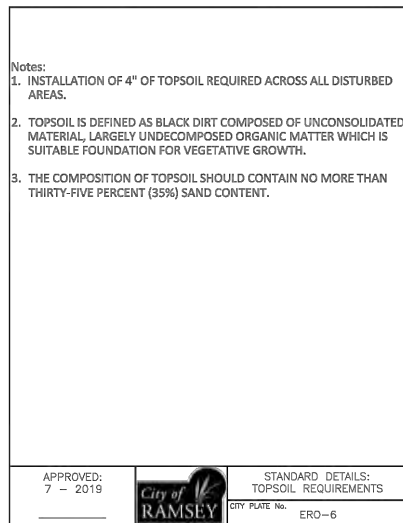 Notes:
1. INSTALLATION OF 4" OF TOPSOIL REQUIRED ACROSS ALL DISTURBED
AREAS.
2. TOPSOIL IS DEFINED AS BLACK DIRT COMPOSED OF UNCONSOLIDATED
MATERIAL, LARGELY UNDECOMPOSED ORGANIC MATTER WHICH IS
SUITABLE FOUNDATION FOR VEGETATIVE GROWTH.
3. THE COMPOSITION OF TOPSOIL SHOULD CONTAIN NO MORE THAN
THIRTY-FIVE PERCENT (35%) SAND CONTENT.
APPROVED:
7 - 2019
City of
RAMSEY
STANDARD DETAILS:
TOPSOIL REQUIREMENTS
CITY PLATE No.
ERO-6